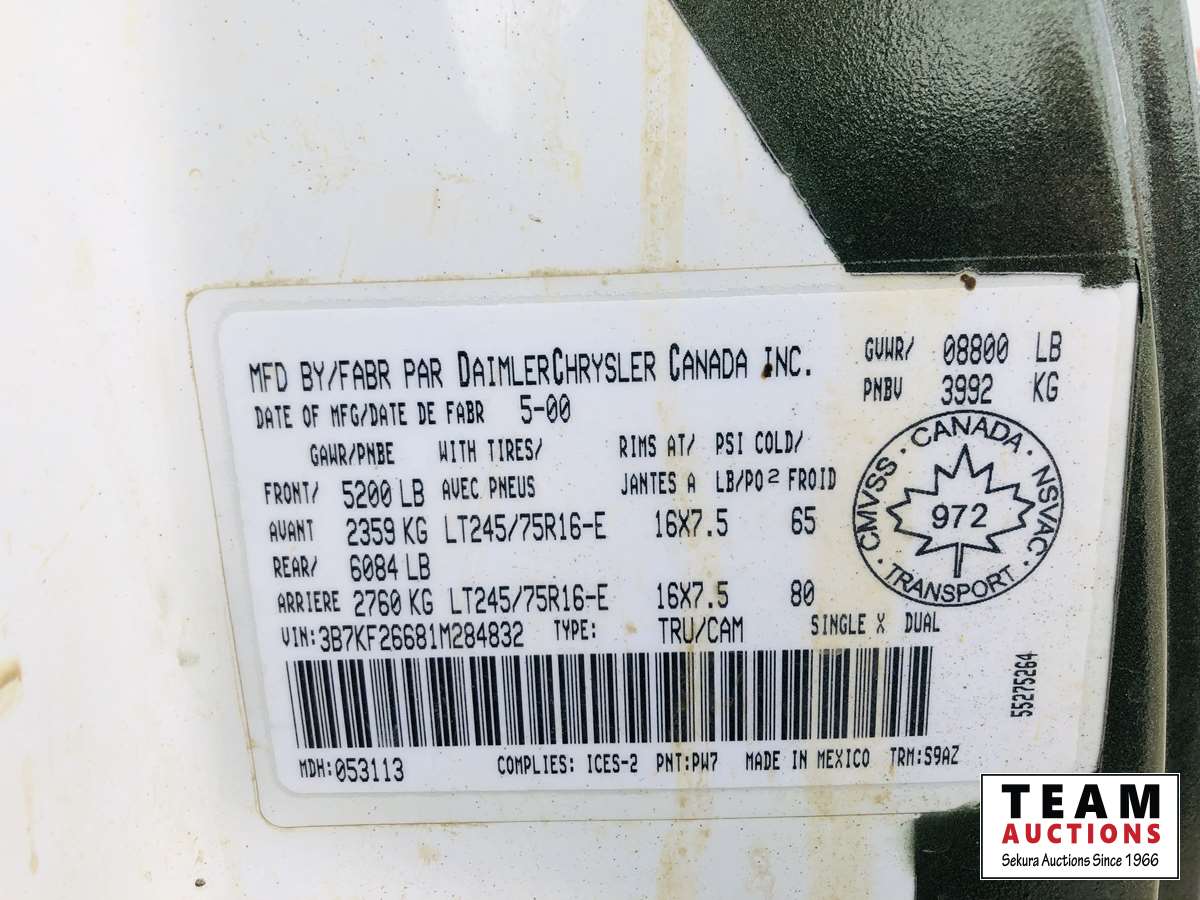 MFD BY/FABR PAR DAIMLERCHRYSLER CANADA INC.
GVWR/ 08800 LB
PNBV 3992 KG
DATE OF MFG/DATE DE FABR 5-00
GAWR/PNBE WITH TIRES/ RIMS AT/ PSI COLD/
FRONT/ 5200 LB AVEC PNEUS JANTES A LB/PO2 FROID
AVANT 2359 KG LT245/75R16-E 16X7.5 65
REAR/ 6084 LB
ARRIERE 2760 KG LT245/75R16-E 16X7.5 80
VIN:3B7KF26681M284832 TYPE: TRU/CAM SINGLE X DUAL
CMVSS · CANADA · NSVAC · TRANSPORT ·
972
55275264
MDH:053113 COMPLIES: ICES-2 PNT:PW7 MADE IN MEXICO TRM:S9AZ
TEAM
AUCTIONS
Sekura Auctions Since 1966